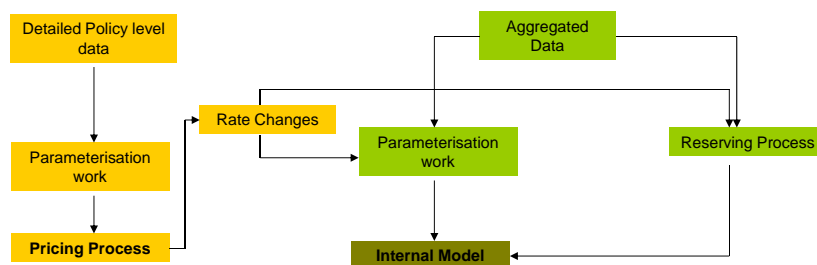 Detailed Policy level
data
Aggregated
Data
Rate Changes
Parameterisation
work
Parameterisation
work
Reserving Process
Pricing Process
Internal Model